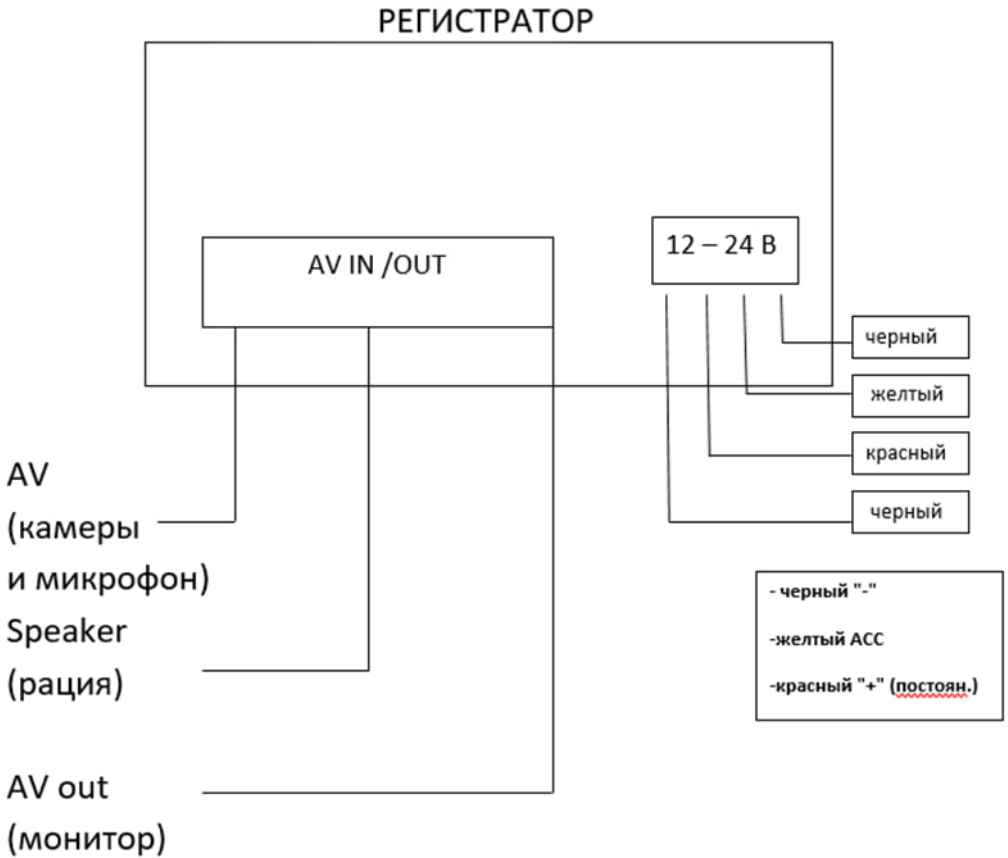 РЕГИСТРАТОР
AV IN /OUT
12 – 24 В
черный
желтый
красный
черный
AV
(камеры
и микрофон)
Speaker
(рация)
AV out
(монитор)
- черный "-"
-желтый ACC
-красный "+" (постоян.)